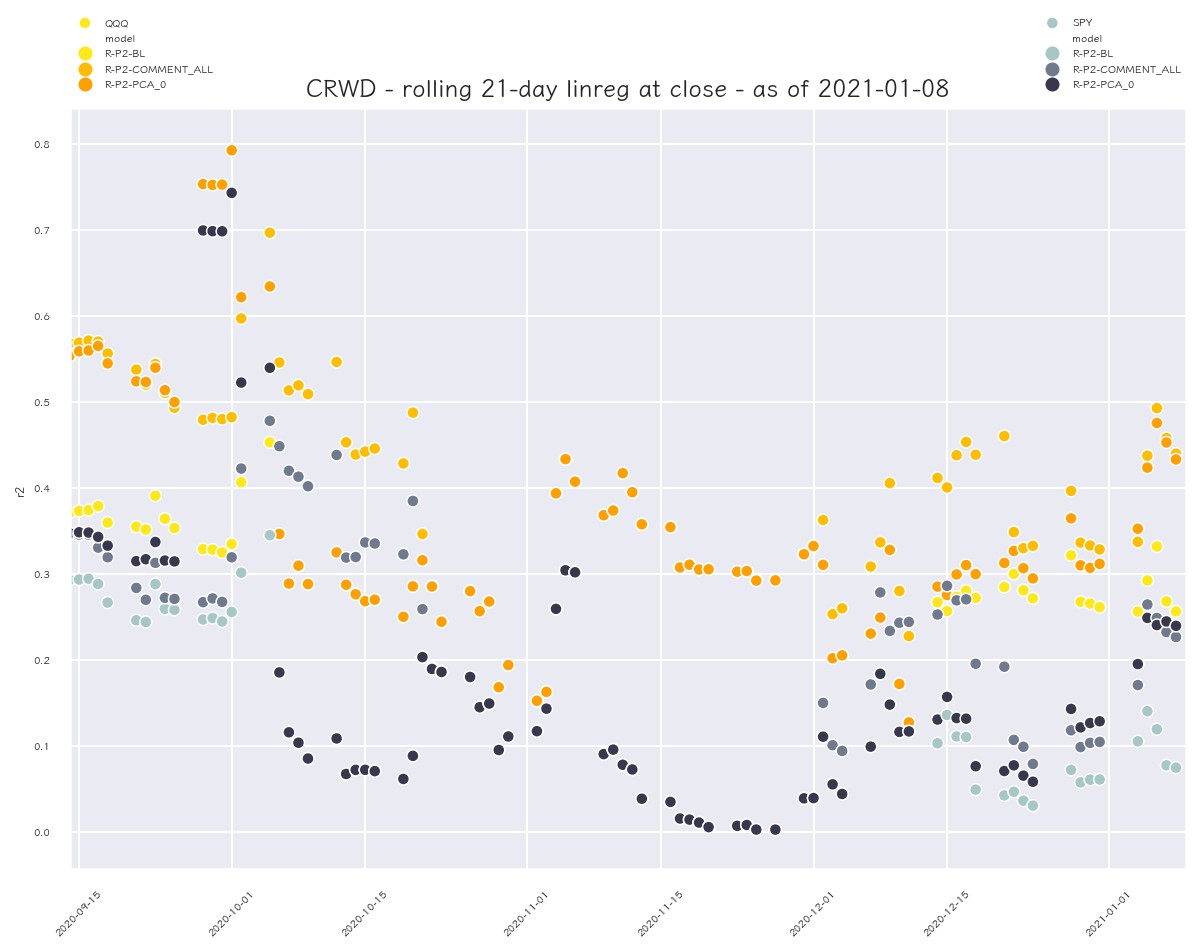 QQQ
model
R-P2-BL
R-P2-COMMENT_ALL
R-P2-PCA_0
SPY
model
R-P2-BL
R-P2-COMMENT_ALL
R-P2-PCA_0
CRWD - rolling 21-day linreg at close - as of 2021-01-08
r2
0.8
0.7
0.6
0.5
0.4
0.3
0.2
0.1
0.0
2020-09-15
2020-10-01
2020-10-15
2020-11-01
2020-11-15
2020-12-01
2020-12-15
2021-01-01